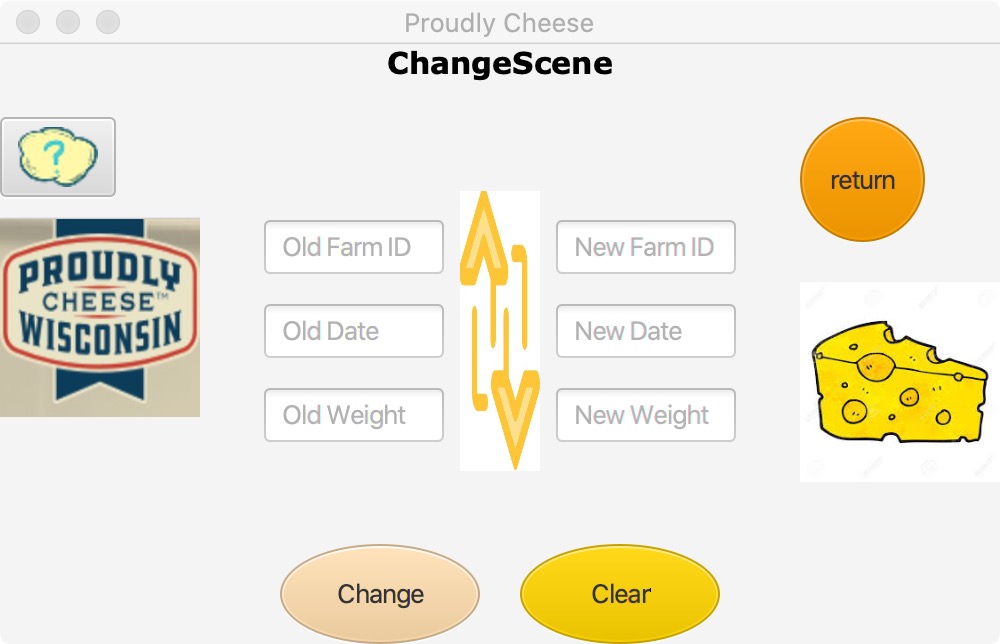 Proudly Cheese
ChangeScene
?
return
PROUDLY
CHEESE™
WISCONSIN
Old Farm ID
New Farm ID
Old Date
New Date
Old Weight
New Weight
Change
Clear